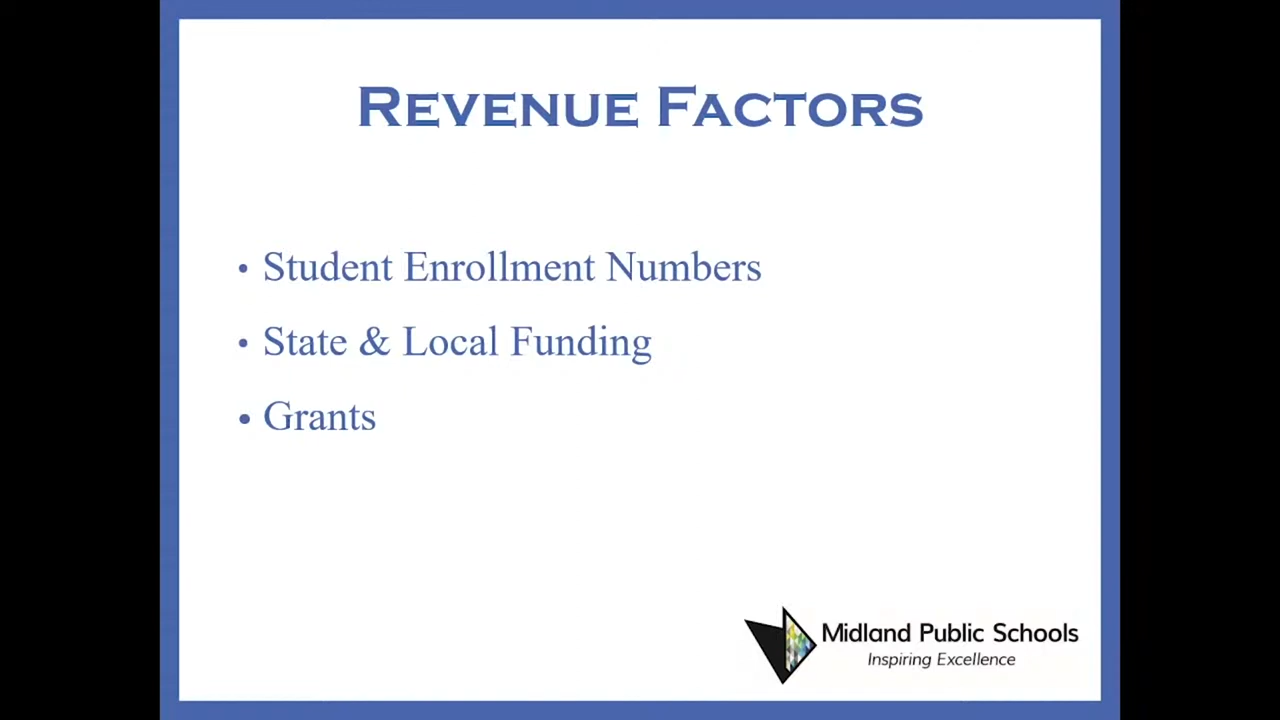 Revenue Factors
• Student Enrollment Numbers
• State & Local Funding
• Grants
Midland Public Schools
Inspiring Excellence